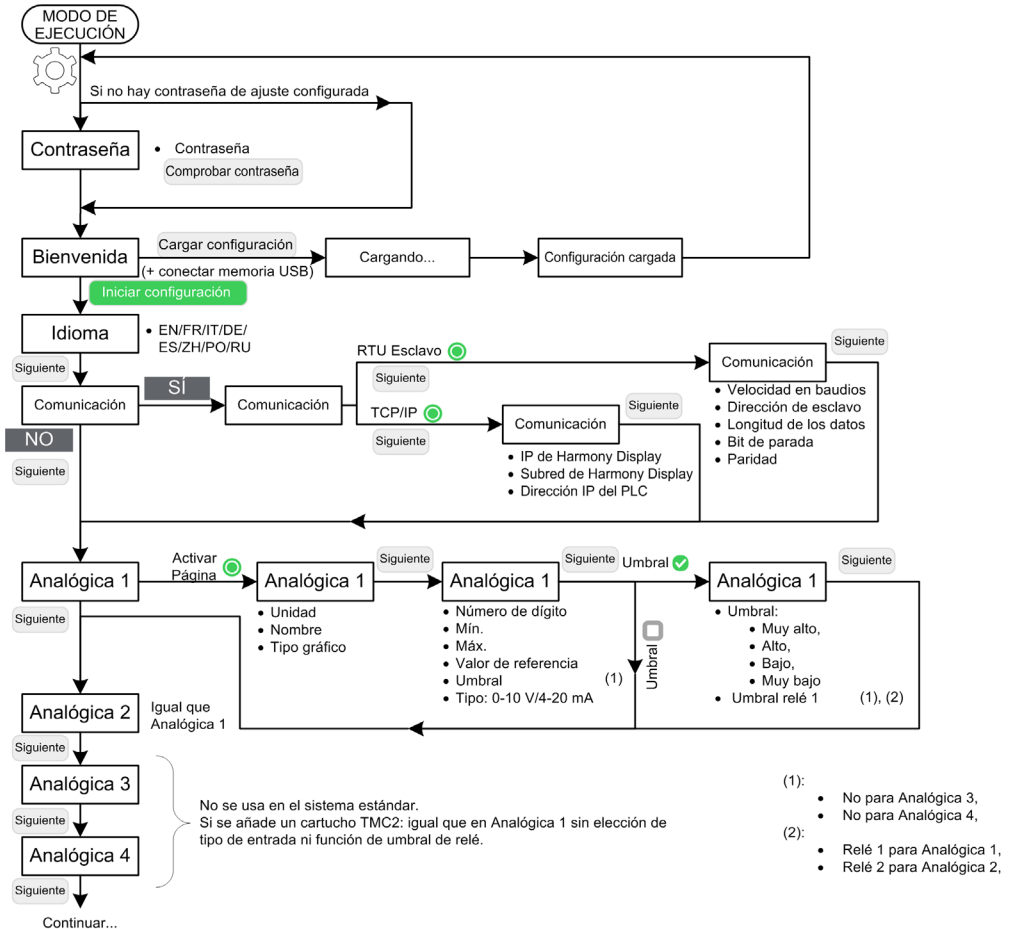 MODO DE
EJECUCIÓN
Si no hay contraseña de ajuste configurada
Contraseña
• Contraseña
Comprobar contraseña
Bienvenida
Cargar configuración
(+ conectar memoria USB)
Cargando...
Configuración cargada
Iniciar configuración
Idioma
• EN/FR/IT/DE/
ES/ZH/PO/RU
Siguiente
Comunicación
SÍ
Comunicación
RTU Esclavo
Siguiente
Comunicación
Siguiente
• Velocidad en baudios
• Dirección de esclavo
• Longitud de los datos
• Bit de parada
• Paridad
TCP/IP
Siguiente
Comunicación
Siguiente
• IP de Harmony Display
• Subred de Harmony Display
• Dirección IP del PLC
NO
Siguiente
Analógica 1
Activar
Página
Analógica 1
• Unidad
• Nombre
• Tipo gráfico
Siguiente
Analógica 1
• Número de dígito
• Mín.
• Máx.
• Valor de referencia
• Umbral
• Tipo: 0-10 V/4-20 mA
(1)
Siguiente
Umbral
Umbral
Analógica 1
• Umbral:
• Muy alto,
• Alto,
• Bajo,
• Muy bajo
• Umbral relé 1
(1), (2)
Siguiente
Siguiente
Analógica 2
Igual que
Analógica 1
Siguiente
Analógica 3
Siguiente
Analógica 4
Siguiente
Continuar...
No se usa en el sistema estándar.
Si se añade un cartucho TMC2: igual que en Analógica 1 sin elección de
tipo de entrada ni función de umbral de relé.
(1):
• No para Analógica 3,
• No para Analógica 4,
(2):
• Relé 1 para Analógica 1,
• Relé 2 para Analógica 2,